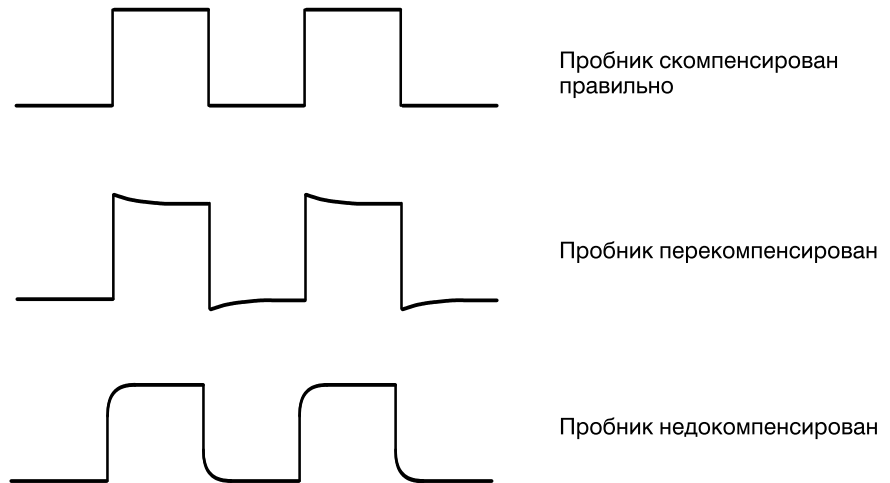 Пробник скомпенсирован
правильно
Пробник перекомпенсирован
Пробник недокомпенсирован